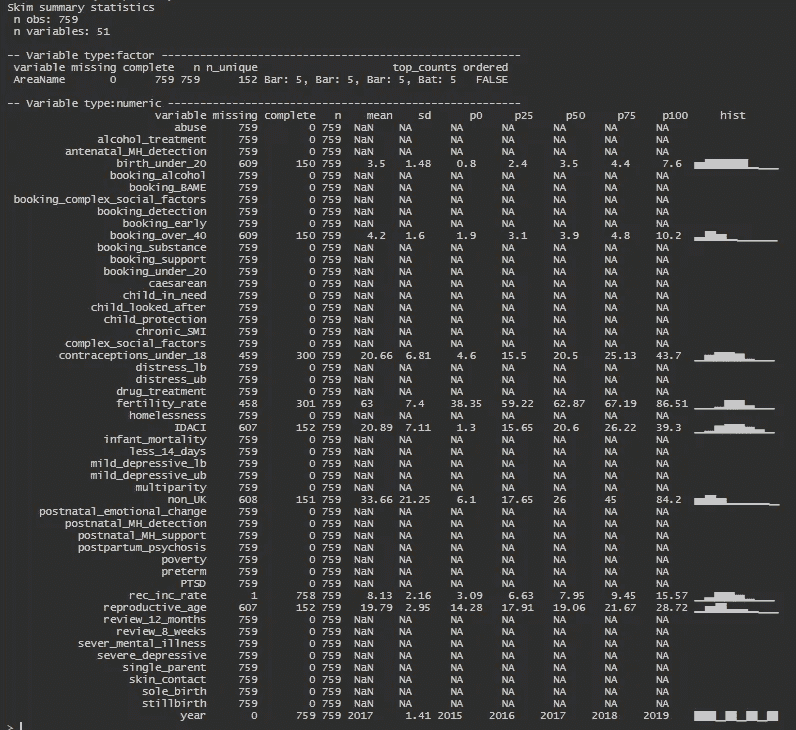 Skim summary statistics
n obs: 759
n variables: 51
-- Variable type:factor --------------------------------------------------------
variable missing complete n n_unique top_counts ordered
AreaName 0 759 759 152 Bar: 5, Bar: 5, Bar: 5, Bat: 5 FALSE
-- Variable type:numeric -------------------------------------------------------
variable missing complete n mean sd p0 p25 p50 p75 p100 hist
abuse 759 0 759 NaN NA NA NA NA NA NA
alcohol_treatment 759 0 759 NaN NA NA NA NA NA NA
antenatal_MH_detection 759 0 759 NaN NA NA NA NA NA NA
birth_under_20 609 150 759 3.5 1.48 0.8 2.4 3.5 4.4 7.6
booking_alcohol 759 0 759 NaN NA NA NA NA NA NA
booking_BAME 759 0 759 NaN NA NA NA NA NA NA
booking_complex_social_factors 759 0 759 NaN NA NA NA NA NA NA
booking_detection 759 0 759 NaN NA NA NA NA NA NA
booking_early 759 0 759 NaN NA NA NA NA NA NA
booking_over_40 609 150 759 4.2 1.6 1.9 3.1 3.9 4.8 10.2
booking_substance 759 0 759 NaN NA NA NA NA NA NA
booking_support 759 0 759 NaN NA NA NA NA NA NA
booking_under_20 759 0 759 NaN NA NA NA NA NA NA
caesarean 759 0 759 NaN NA NA NA NA NA NA
child_in_need 759 0 759 NaN NA NA NA NA NA NA
child_looked_after 759 0 759 NaN NA NA NA NA NA NA
child_protection 759 0 759 NaN NA NA NA NA NA NA
chronic_SMI 759 0 759 NaN NA NA NA NA NA NA
complex_social_factors 759 0 759 NaN NA NA NA NA NA NA
contraceptions_under_18 459 300 759 20.66 6.81 4.6 15.5 20.5 25.13 43.7
distress_lb 759 0 759 NaN NA NA NA NA NA NA
distress_ub 759 0 759 NaN NA NA NA NA NA NA
drug_treatment 759 0 759 NaN NA NA NA NA NA NA
fertility_rate 458 301 759 63 7.4 38.35 59.22 62.87 67.19 86.51
homelessness 759 0 759 NaN NA NA NA NA NA NA
IDACI 607 152 759 20.89 7.11 1.3 15.65 20.6 26.22 39.3
infant_mortality 759 0 759 NaN NA NA NA NA NA NA
less_14_days 759 0 759 NaN NA NA NA NA NA NA
mild_depressive_lb 759 0 759 NaN NA NA NA NA NA NA
mild_depressive_ub 759 0 759 NaN NA NA NA NA NA NA
multiparity 759 0 759 NaN NA NA NA NA NA NA
non_UK 608 151 759 33.66 21.25 6.1 17.65 26 45 84.2
postnatal_emotional_change 759 0 759 NaN NA NA NA NA NA NA
postnatal_MH_detection 759 0 759 NaN NA NA NA NA NA NA
postnatal_MH_support 759 0 759 NaN NA NA NA NA NA NA
postpartum_psychosis 759 0 759 NaN NA NA NA NA NA NA
poverty 759 0 759 NaN NA NA NA NA NA NA
preterm 759 0 759 NaN NA NA NA NA NA NA
PTSD 759 0 759 NaN NA NA NA NA NA NA
rec_inc_rate 1 758 759 8.13 2.16 3.09 6.63 7.95 9.45 15.57
reproductive_age 607 152 759 19.79 2.95 14.28 17.91 19.06 21.67 28.72
review_12_months 759 0 759 NaN NA NA NA NA NA NA
review_8_weeks 759 0 759 NaN NA NA NA NA NA NA
sever_mental_illness 759 0 759 NaN NA NA NA NA NA NA
severe_depressive 759 0 759 NaN NA NA NA NA NA NA
single_parent 759 0 759 NaN NA NA NA NA NA NA
skin_contact 759 0 759 NaN NA NA NA NA NA NA
sole_birth 759 0 759 NaN NA NA NA NA NA NA
stillbirth 759 0 759 NaN NA NA NA NA NA NA
year 0 759 759 2017 1.41 2015 2016 2017 2018 2019
>